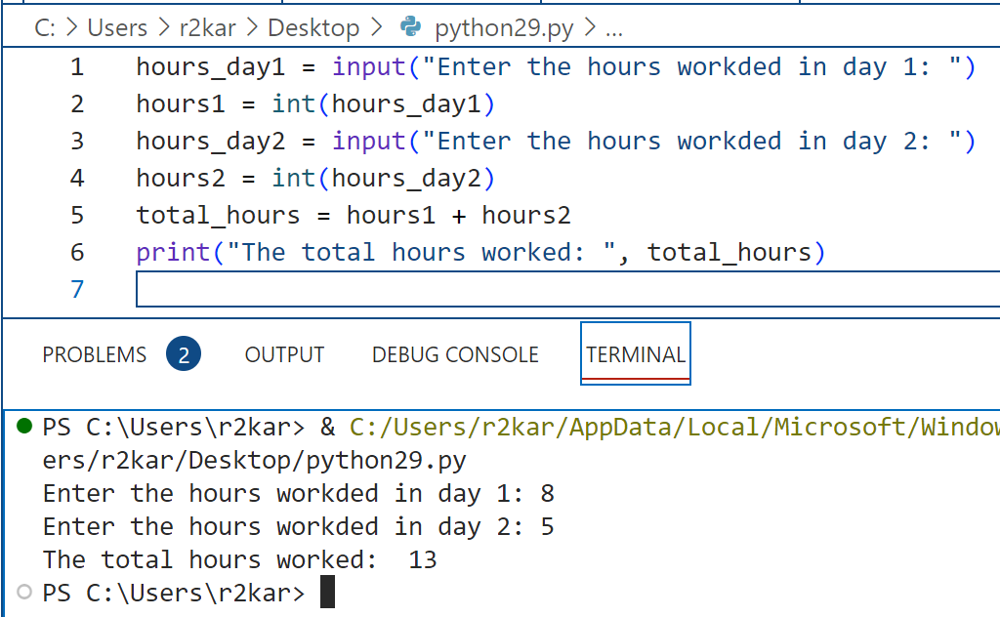 C: > Users > r2kar > Desktop > python29.py > ...
1 hours_day1 = input("Enter the hours workded in day 1: ")
2 hours1 = int(hours_day1)
3 hours_day2 = input("Enter the hours workded in day 2: ")
4 hours2 = int(hours_day2)
5 total_hours = hours1 + hours2
6 print("The total hours worked: ", total_hours)
7
PROBLEMS 2 OUTPUT DEBUG CONSOLE TERMINAL
PS C:\Users\r2kar> & C:/Users/r2kar/AppData/Local/Microsoft/Window
ers/r2kar/Desktop/python29.py
Enter the hours workded in day 1: 8
Enter the hours workded in day 2: 5
The total hours worked:  13
PS C:\Users\r2kar>